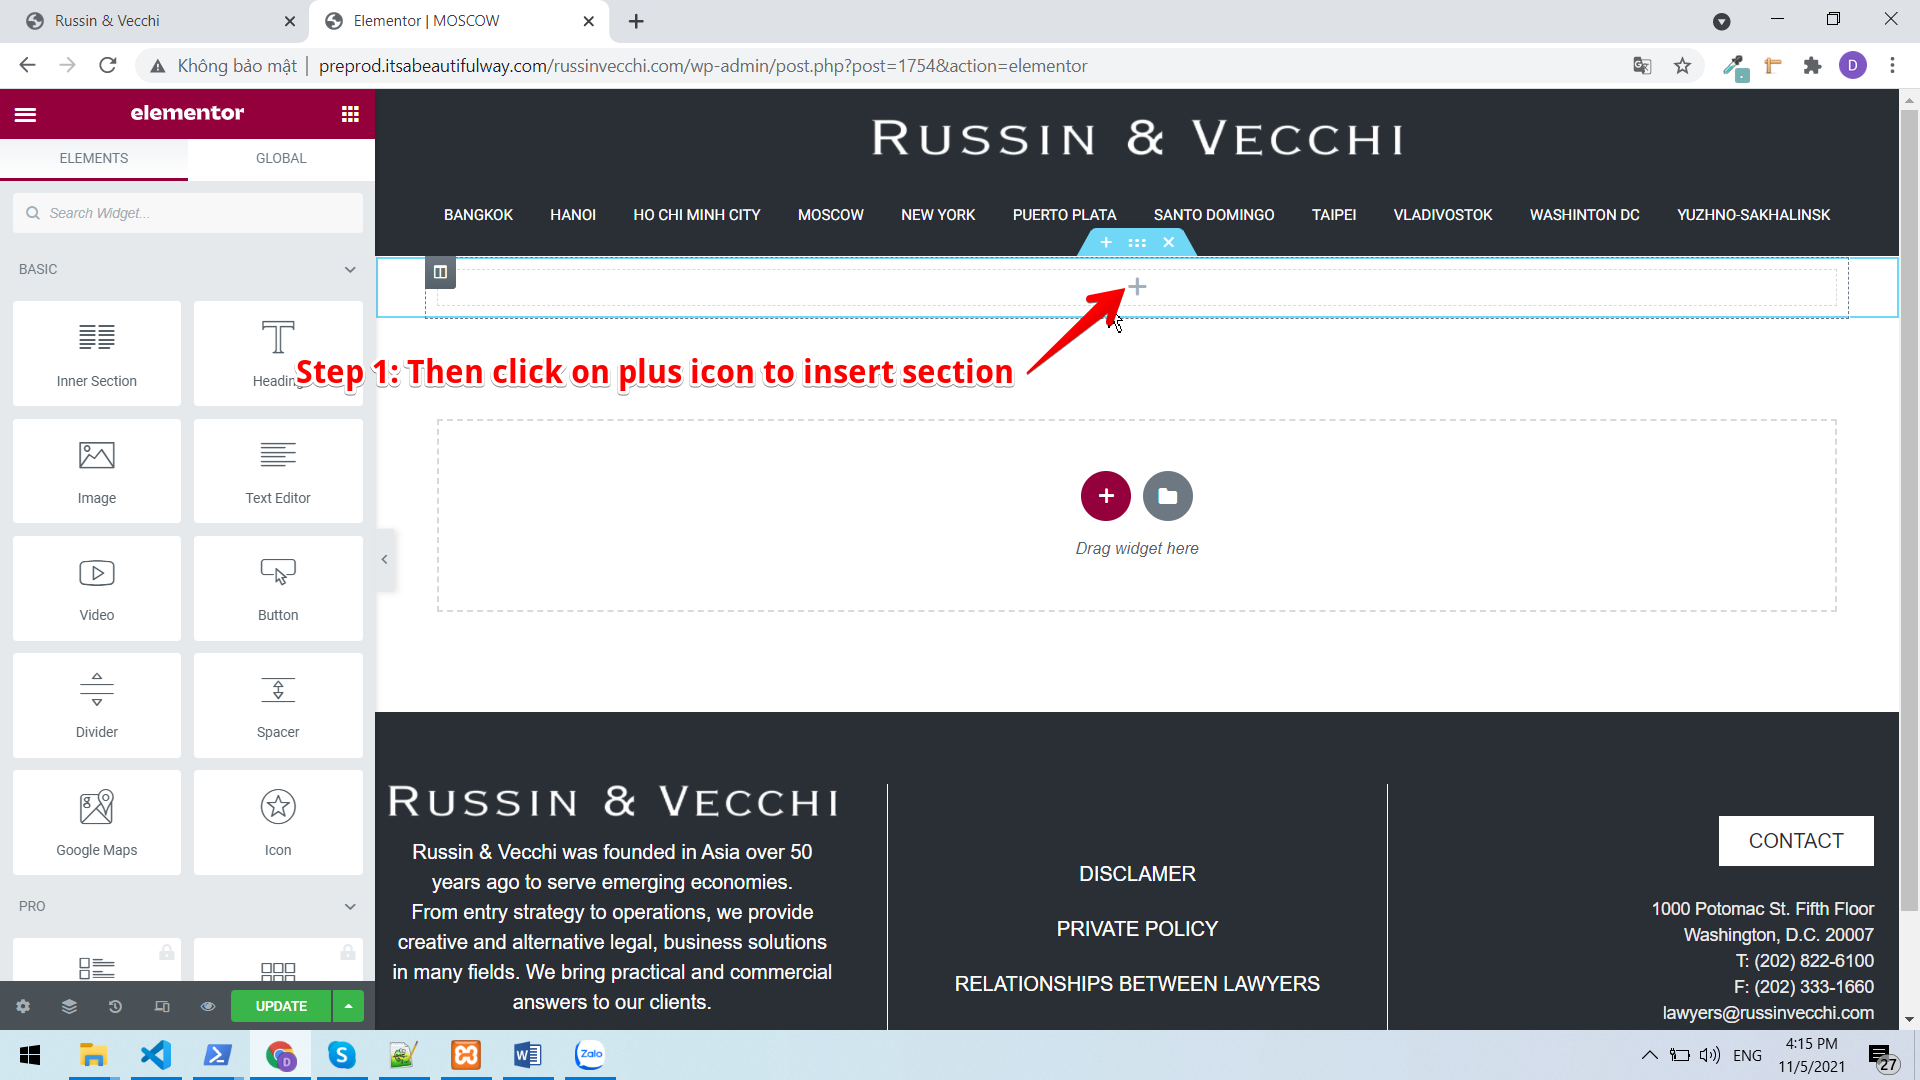 Russin & Vecchi
Elementor | MOSCOW
Không bảo mật | preprod.itsabeautifulway.com/russinvecchi.com/wp-admin/post.php?post=1754&action=elementor
D
elementor
ELEMENTS
GLOBAL
Search Widget...
BASIC
Inner Section
Heading
Image
Text Editor
Video
Button
Divider
Spacer
Google Maps
Icon
PRO
UPDATE
RUSSIN & VECCHI
BANGKOK HANOI HO CHI MINH CITY MOSCOW NEW YORK PUERTO PLATA SANTO DOMINGO TAIPEI VLADIVOSTOK WASHINTON DC YUZHNO-SAKHALINSK
Step 1: Then click on plus icon to insert section
Drag widget here
RUSSIN & VECCHI
Russin & Vecchi was founded in Asia over 50
years ago to serve emerging economies.
From entry strategy to operations, we provide
creative and alternative legal, business solutions
in many fields. We bring practical and commercial
answers to our clients.
DISCLAMER
PRIVATE POLICY
RELATIONSHIPS BETWEEN LAWYERS
CONTACT
1000 Potomac St. Fifth Floor
Washington, D.C. 20007
T: (202) 822-6100
F: (202) 333-1660
lawyers@russinvecchi.com
Zalo
ENG
4:15 PM
11/5/2021
27